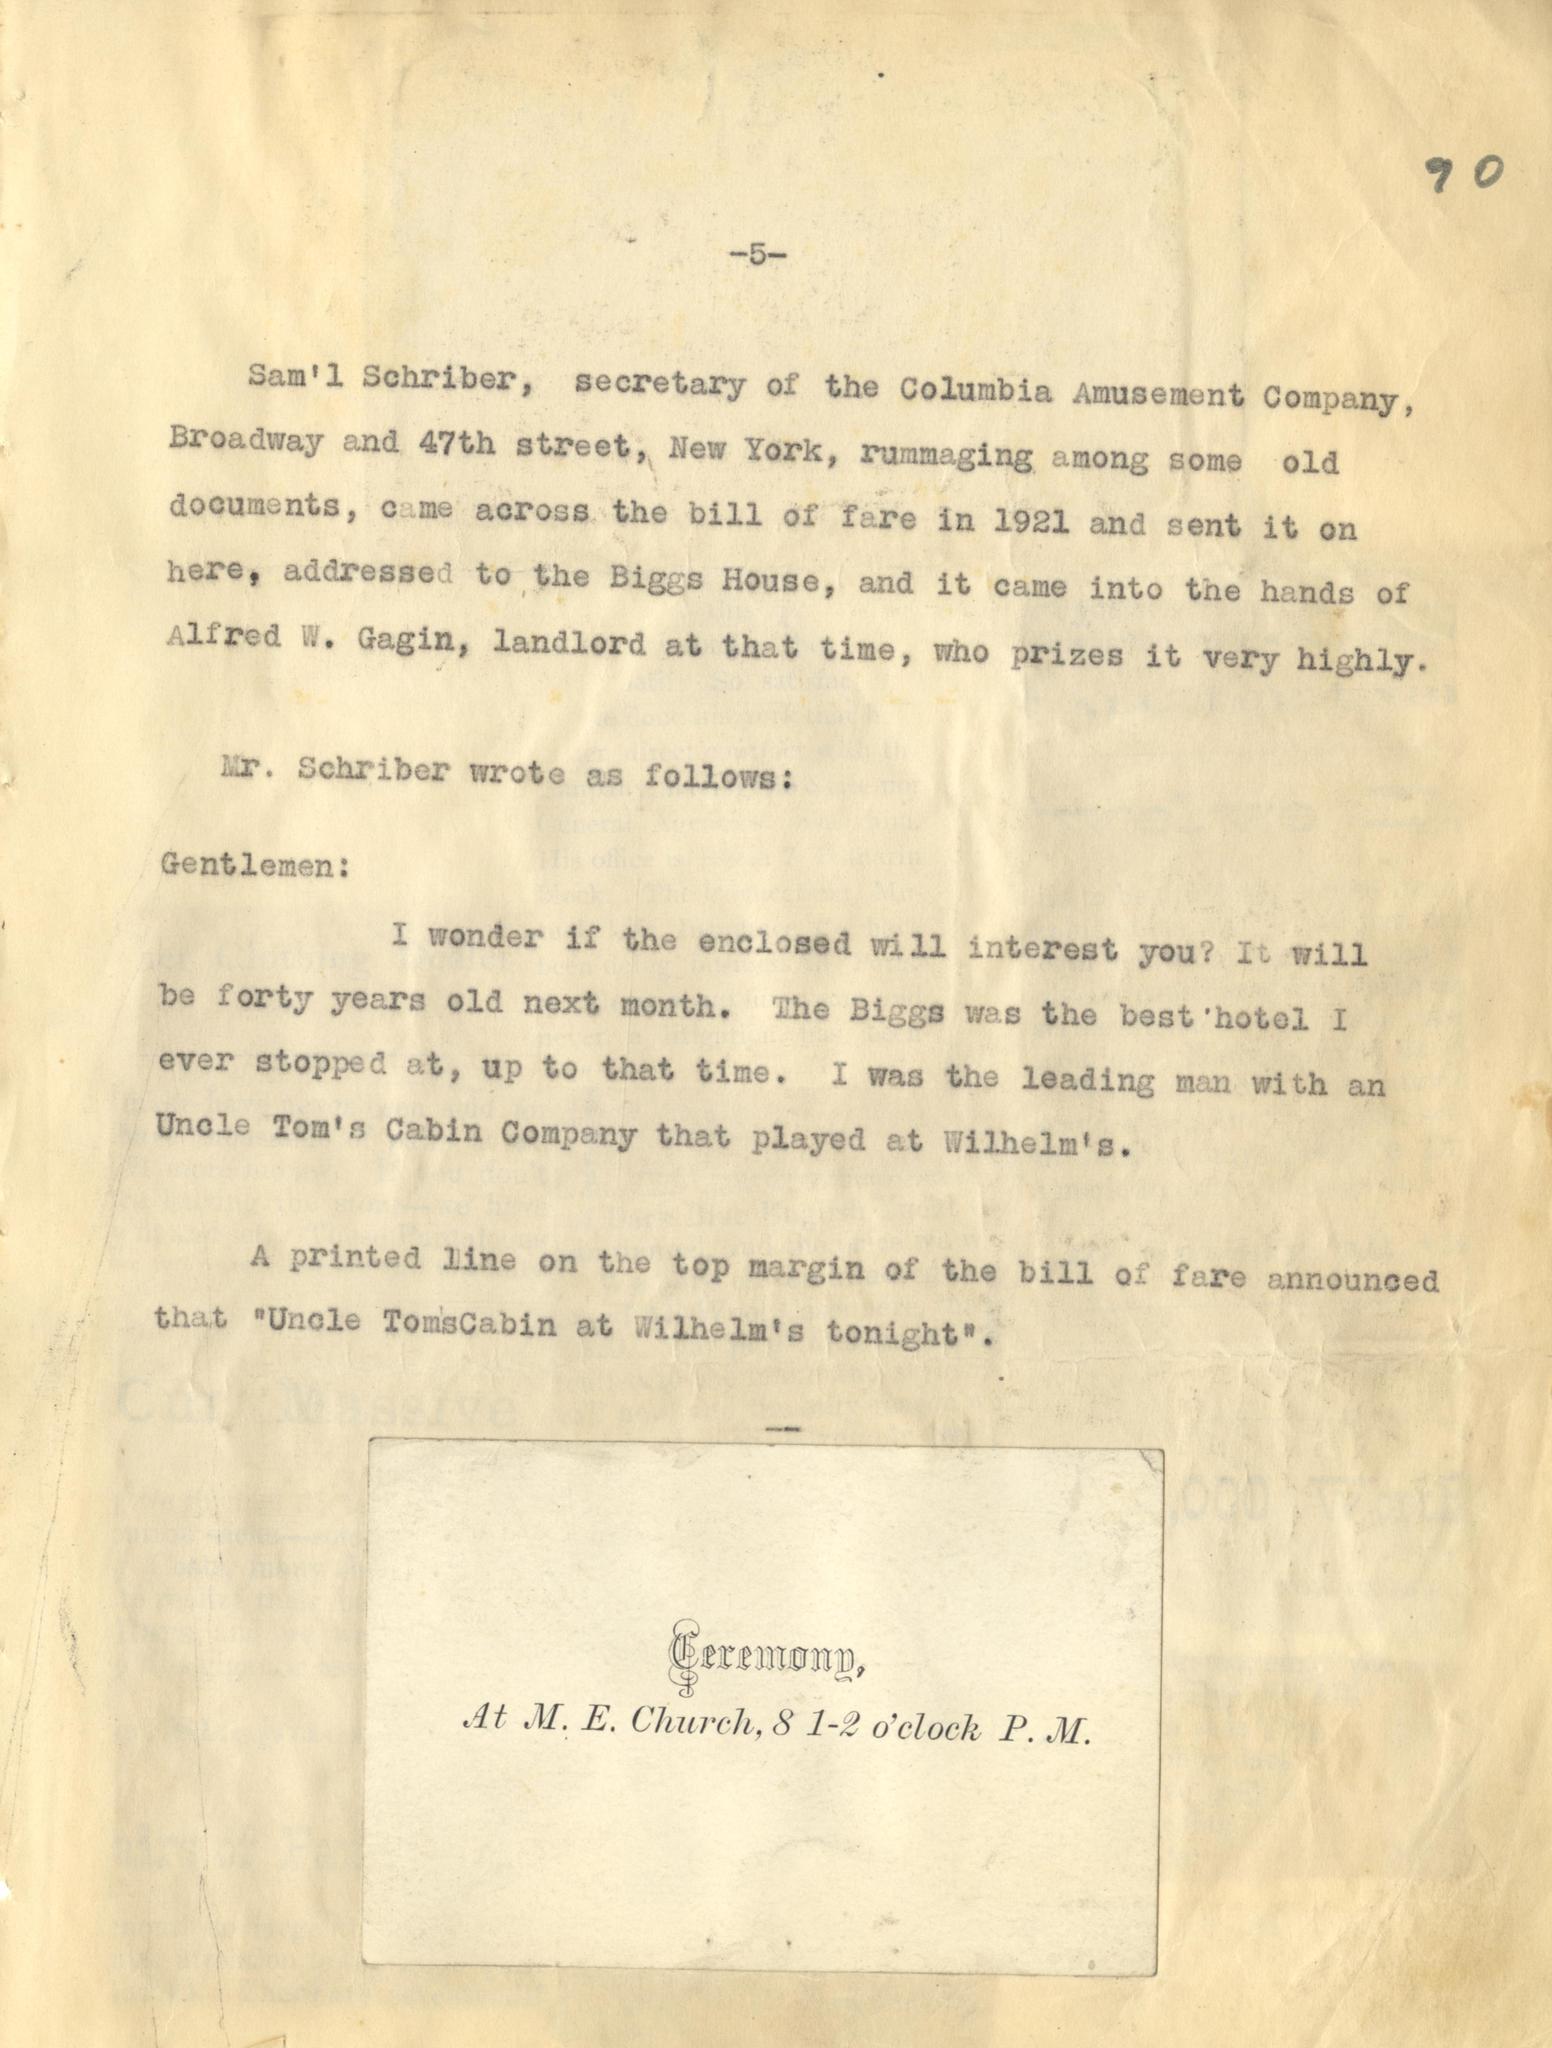 90
-5-
Sam'l Schriber, secretary of the Columbia Amusement Company,
Broadway and 47th street, New York, rummaging among some old
documents, came across the bill of fare in 1921 and sent it on
here, addressed to the Biggs House, and it came into the hands of
Alfred W. Gagin, landlord at that time, who prizes it very highly.
Mr. Schriber wrote as follows:
Gentlemen:
I wonder if the enclosed will interest you? It will
be forty years old next month. The Biggs was the best hotel I
ever stopped at, up to that time. I was the leading man with an
Uncle Tom's Cabin Company that played at Wilhelm's.
A printed line on the top margin of the bill of fare announced
that "Uncle Tom'sCabin at Wilhelm's tonight".
Ceremony,
At M. E. Church, 8 1-2 o'clock P. M.